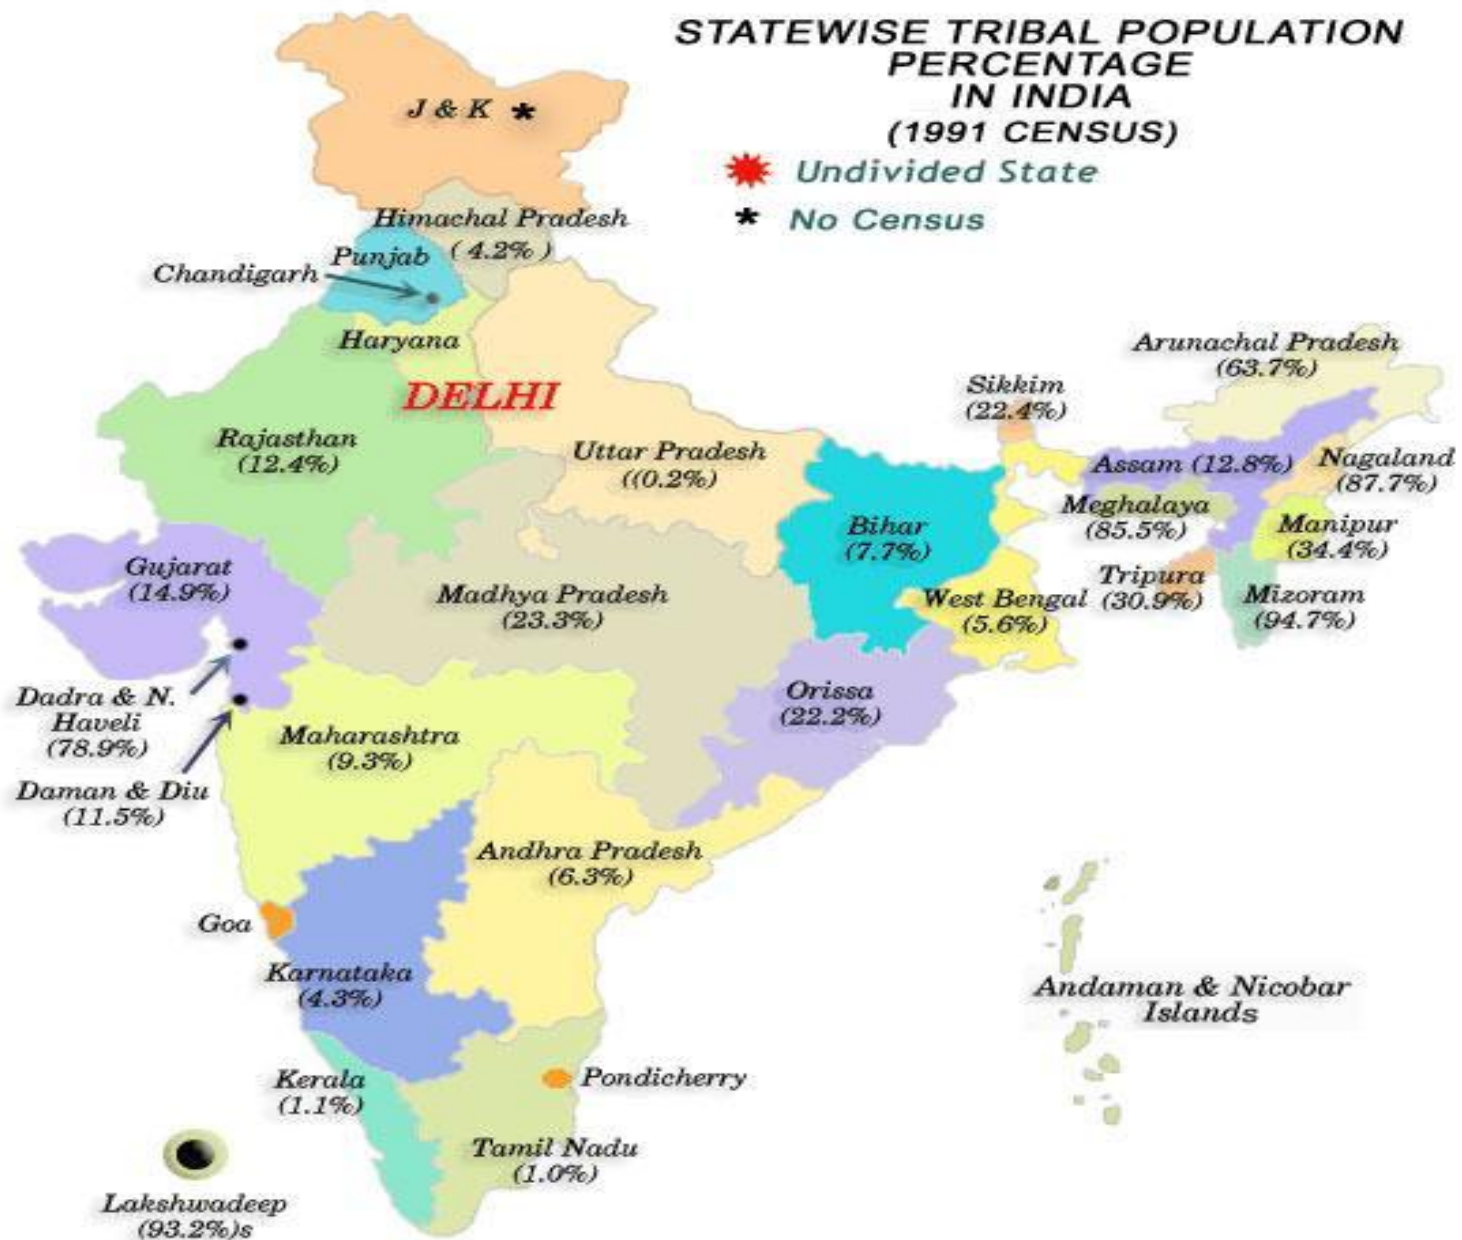 STATEWISE TRIBAL POPULATION
PERCENTAGE
IN INDIA
(1991 CENSUS)
Undivided State
* No Census
J & K *
Himachal Pradesh
( 4.2% )
Punjab
Chandigarh
Haryana
DELHI
Rajasthan
(12.4%)
Uttar Pradesh
((0.2%)
Sikkim
(22.4%)
Arunachal Pradesh
(63.7%)
Assam (12.8%)
Nagaland
(87.7%)
Meghalaya
(85.5%)
Manipur
(34.4%)
Tripura
(30.9%)
Mizoram
(94.7%)
Bihar
(7.7%)
West Bengal
(5.6%)
Gujarat
(14.9%)
Madhya Pradesh
(23.3%)
Dadra & N.
Haveli
(78.9%)
Daman & Diu
(11.5%)
Orissa
(22.2%)
Maharashtra
(9.3%)
Andhra Pradesh
(6.3%)
Goa
Karnataka
(4.3%)
Andaman & Nicobar
Islands
Kerala
(1.1%)
Pondicherry
Tamil Nadu
(1.0%)
Lakshwadeep
(93.2%)s